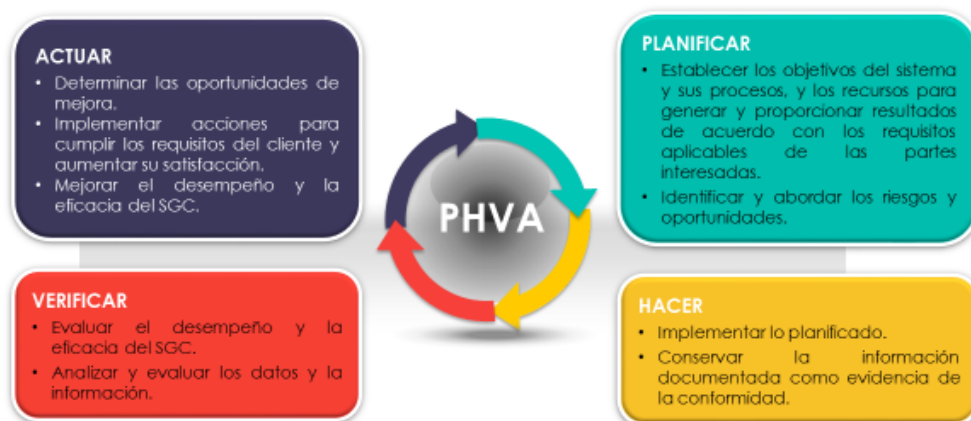 ACTUAR
• Determinar las oportunidades de
mejora.
• Implementar acciones para
cumplir los requisitos del cliente y
aumentar su satisfacción.
• Mejorar el desempeño y la
eficacia del SGC.
PLANIFICAR
• Establecer los objetivos del sistema
y sus procesos, y los recursos para
generar y proporcionar resultados
de acuerdo con los requisitos
aplicables de las partes
interesadas.
• Identificar y abordar los riesgos y
oportunidades.
PHVA
VERIFICAR
• Evaluar el desempeño y la
eficacia del SGC.
• Analizar y evaluar los datos y la
información.
HACER
• Implementar lo planificado.
• Conservar la información
documentada como evidencia de
la conformidad.